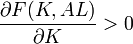 ∂F(K, AL)/∂K > 0